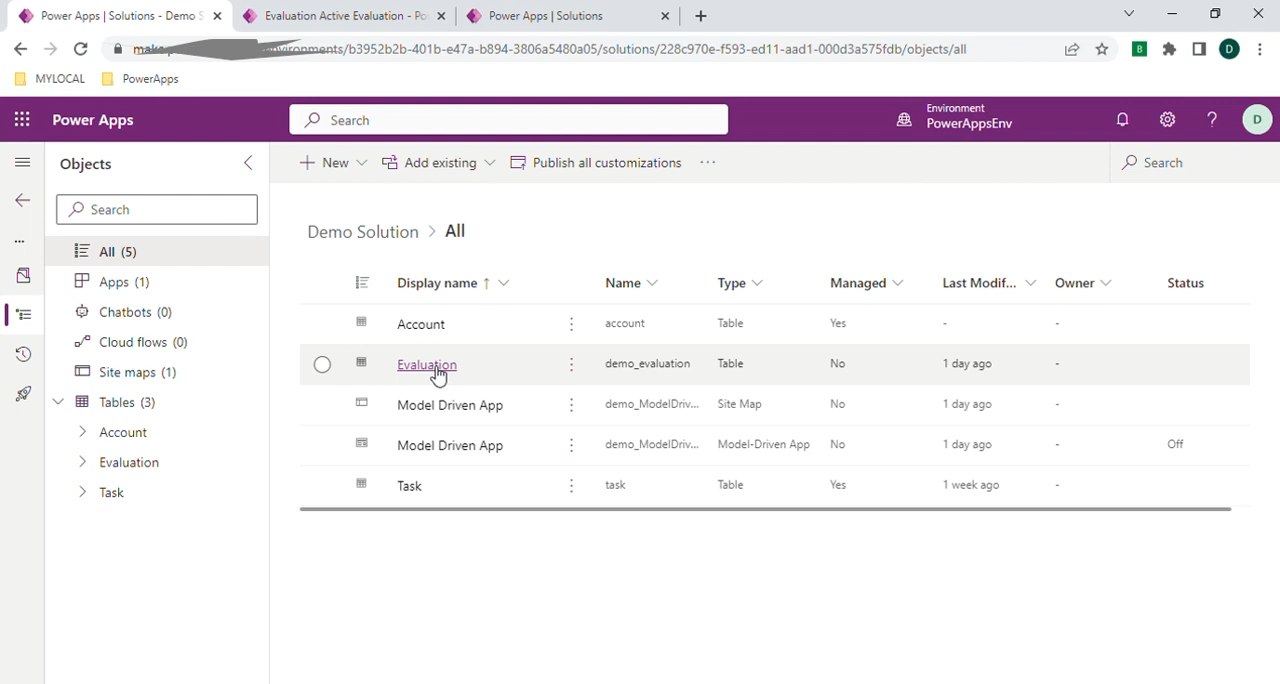 Power Apps | Solutions - Demo S
Evaluation Active Evaluation - Po
Power Apps | Solutions
nvironments/b3952b2b-401b-e47a-b894-3806a5480a05/solutions/228c970e-f593-ed11-aad1-000d3a575fdb/objects/all
B
D
MYLOCAL
PowerApps
Power Apps
Search
Environment
PowerAppsEnv
?
D
Objects
New
Add existing
Publish all customizations
Search
Search
Demo Solution > All
All (5)
Apps (1)
Chatbots (0)
Cloud flows (0)
Site maps (1)
Tables (3)
Account
Evaluation
Task
Display name ↑ Name Type Managed Last Modif... Owner Status
Account account Table Yes - -
Evaluation demo_evaluation Table No 1 day ago -
Model Driven App demo_ModelDriv... Site Map No 1 day ago -
Model Driven App demo_ModelDriv... Model-Driven App No 1 day ago - Off
Task task Table Yes 1 week ago -